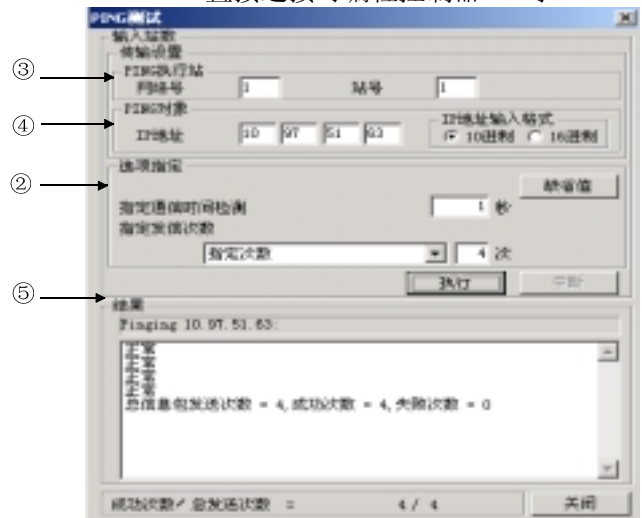 PING测试
输入站数
传输设置
③
PING执行站
网络号 1 站号 1
④
PING对象
IP地址 10 97 51 63
IP地址输入格式
10进制 16进制
②
选项指定
缺省值
指定通信时间检测 1 秒
指定发信次数
指定次数 4 次
执行 中断
⑤
结果
Pinging 10.97.51.63:
正常
正常
正常
正常
总信息包发送次数 = 4,成功次数 = 4,失败次数 = 0
成功次数/ 总发送次数 = 4 / 4
关闭